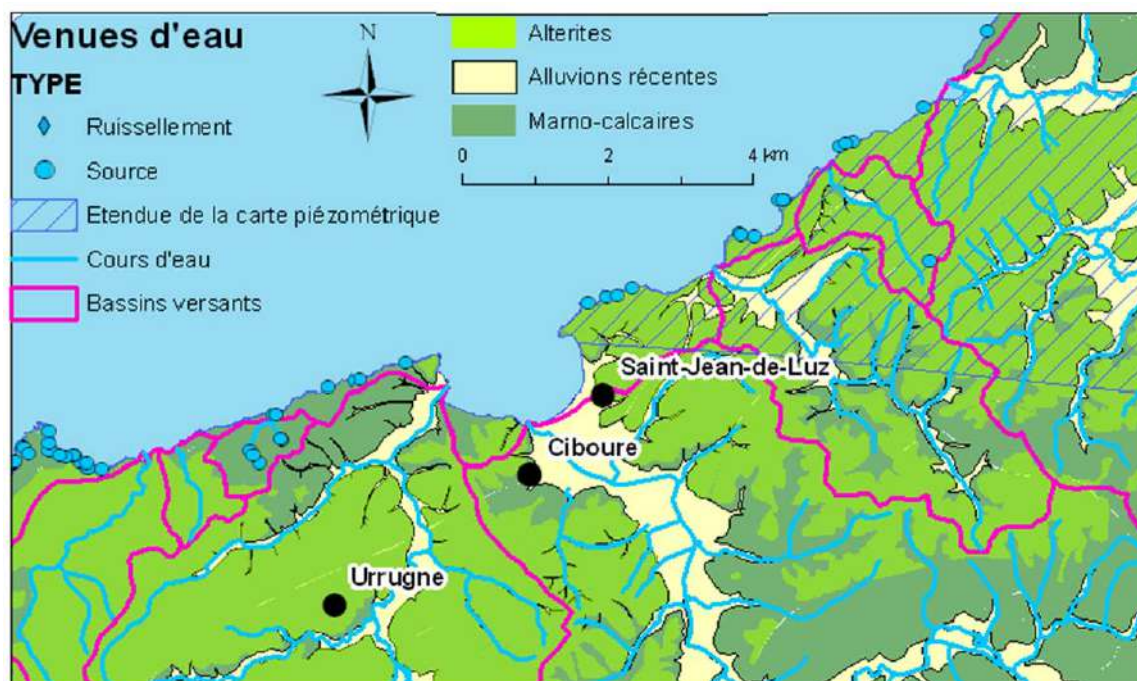 Venues d'eau
TYPE
Ruissellement
Source
Etendue de la carte piézométrique
Cours d'eau
Bassins versants
N
Alterites
Alluvions récentes
Marno-calcaires
0 2 4 km
Saint-Jean-de-Luz
Ciboure
Urrugne